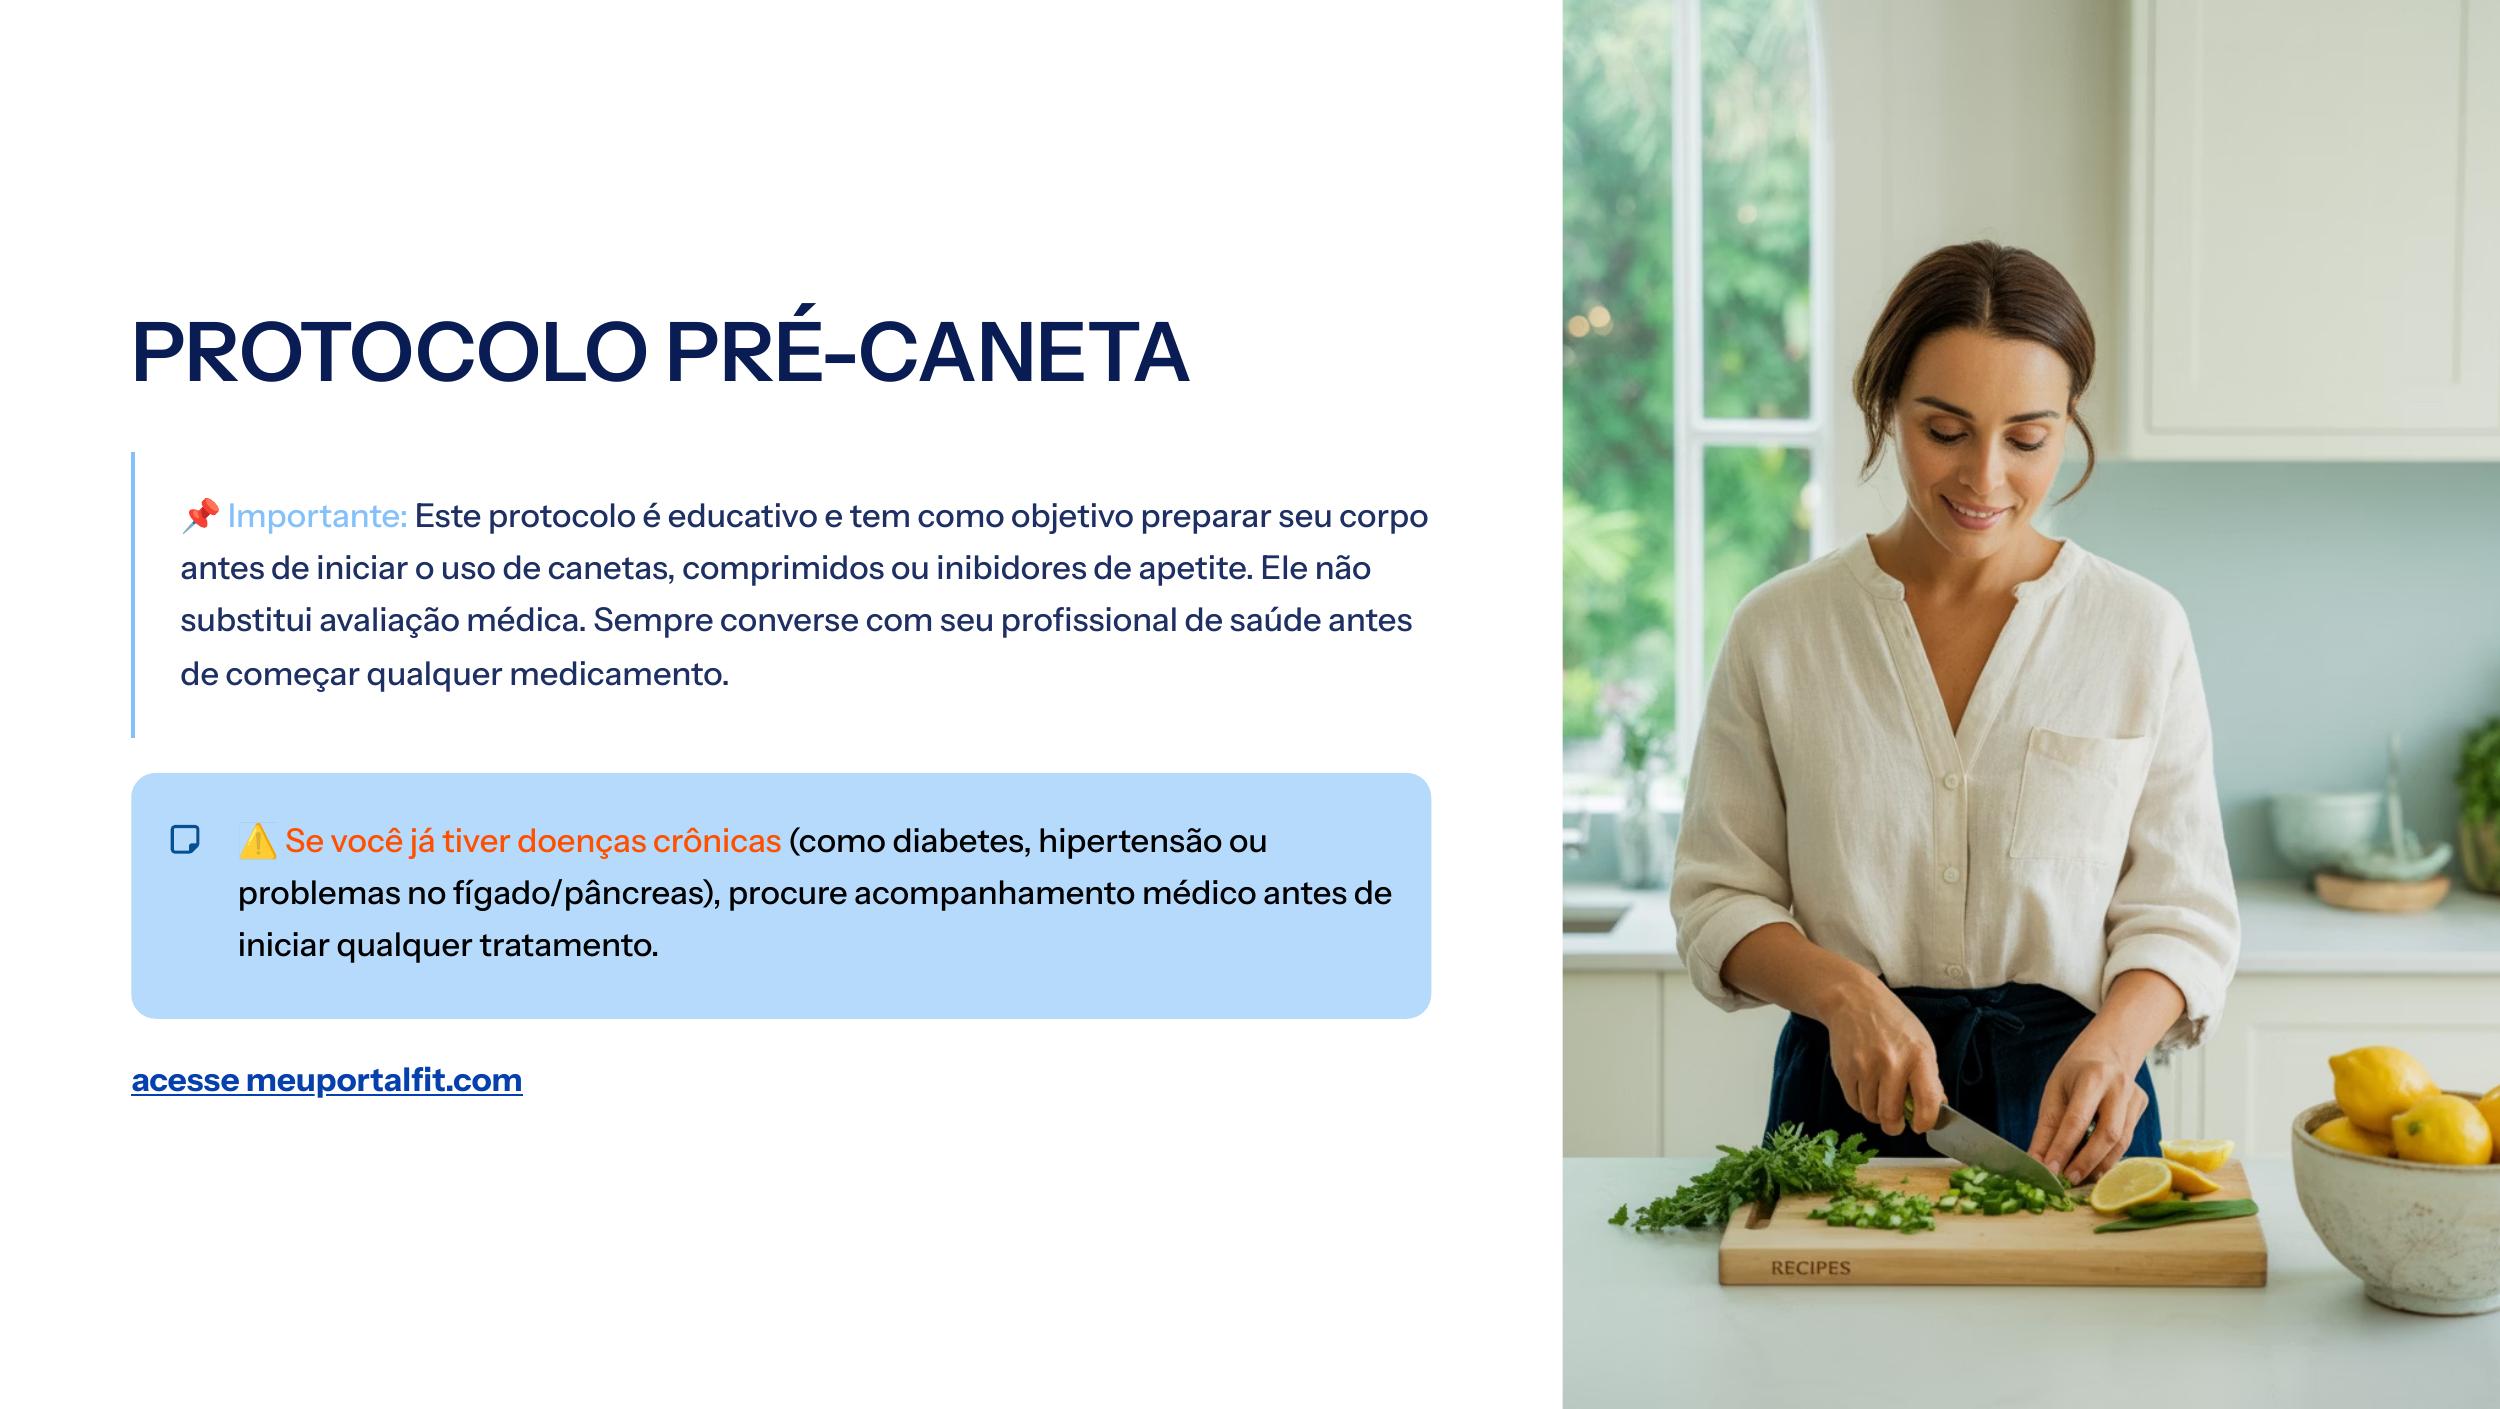 PROTOCOLO PRÉ-CANETA
📌 Importante: Este protocolo é educativo e tem como objetivo preparar seu corpo
antes de iniciar o uso de canetas, comprimidos ou inibidores de apetite. Ele não
substitui avaliação médica. Sempre converse com seu profissional de saúde antes
de começar qualquer medicamento.
⚠️ Se você já tiver doenças crônicas (como diabetes, hipertensão ou
problemas no fígado/pâncreas), procure acompanhamento médico antes de
iniciar qualquer tratamento.
acesse meuportalfit.com
RECIPES